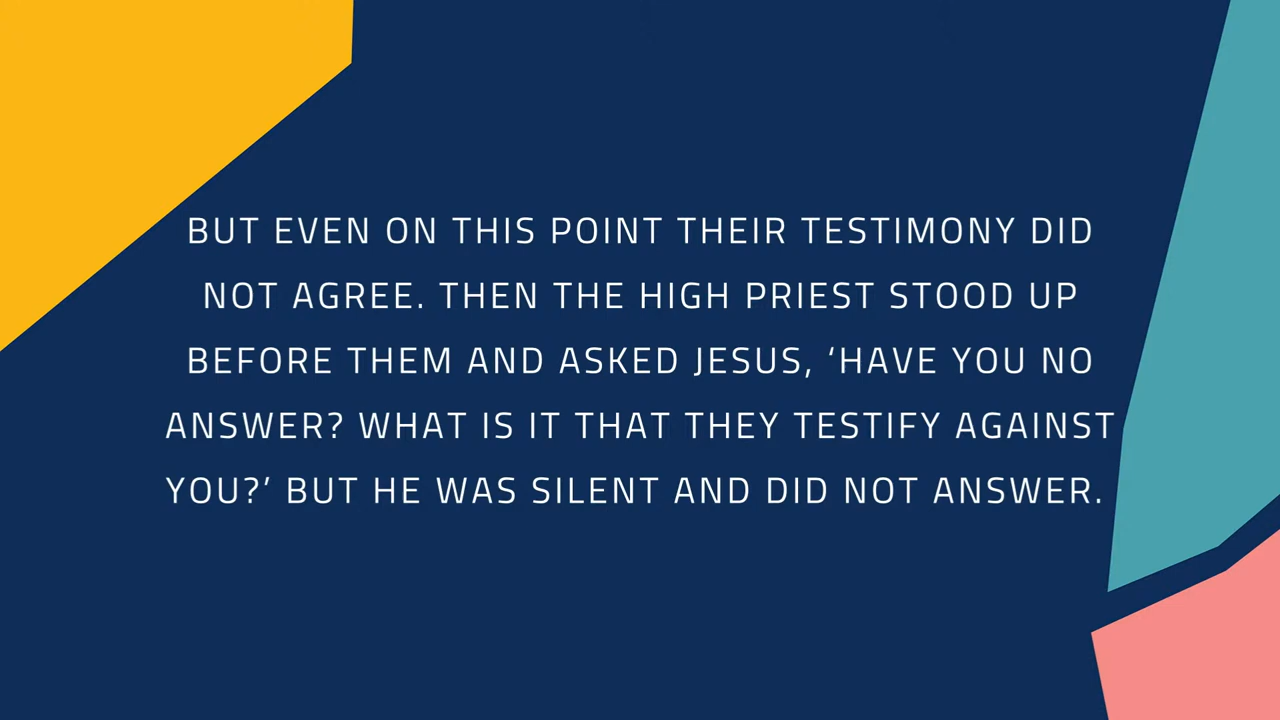 BUT EVEN ON THIS POINT THEIR TESTIMONY DID
NOT AGREE. THEN THE HIGH PRIEST STOOD UP
BEFORE THEM AND ASKED JESUS, ‘HAVE YOU NO
ANSWER? WHAT IS IT THAT THEY TESTIFY AGAINST
YOU?’ BUT HE WAS SILENT AND DID NOT ANSWER.